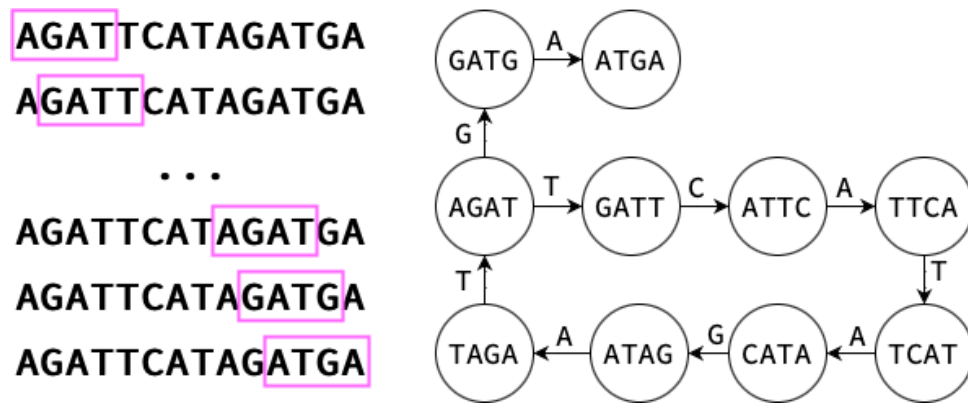 AGATTCATAGATGA
AGATTCATAGATGA
...
AGATTCATAGATGA
AGATTCATAGATGA
AGATTCATAGATGA
GATG A ATGA
G
AGAT T GATT C ATTC A TTCA
T T
TAGA A ATAG G CATA A TCAT